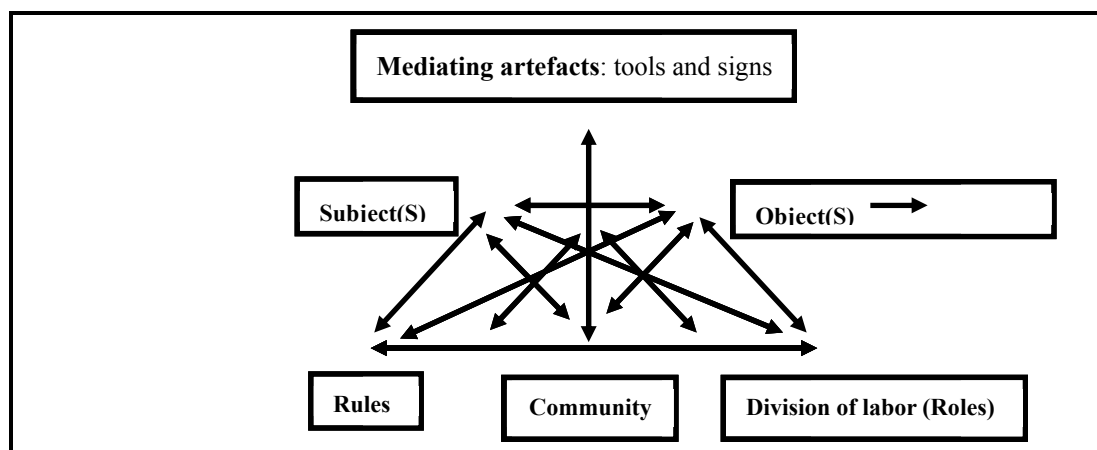 Mediating artefacts: tools and signs
Subject(S)
Object(S)
Rules
Community
Division of labor (Roles)